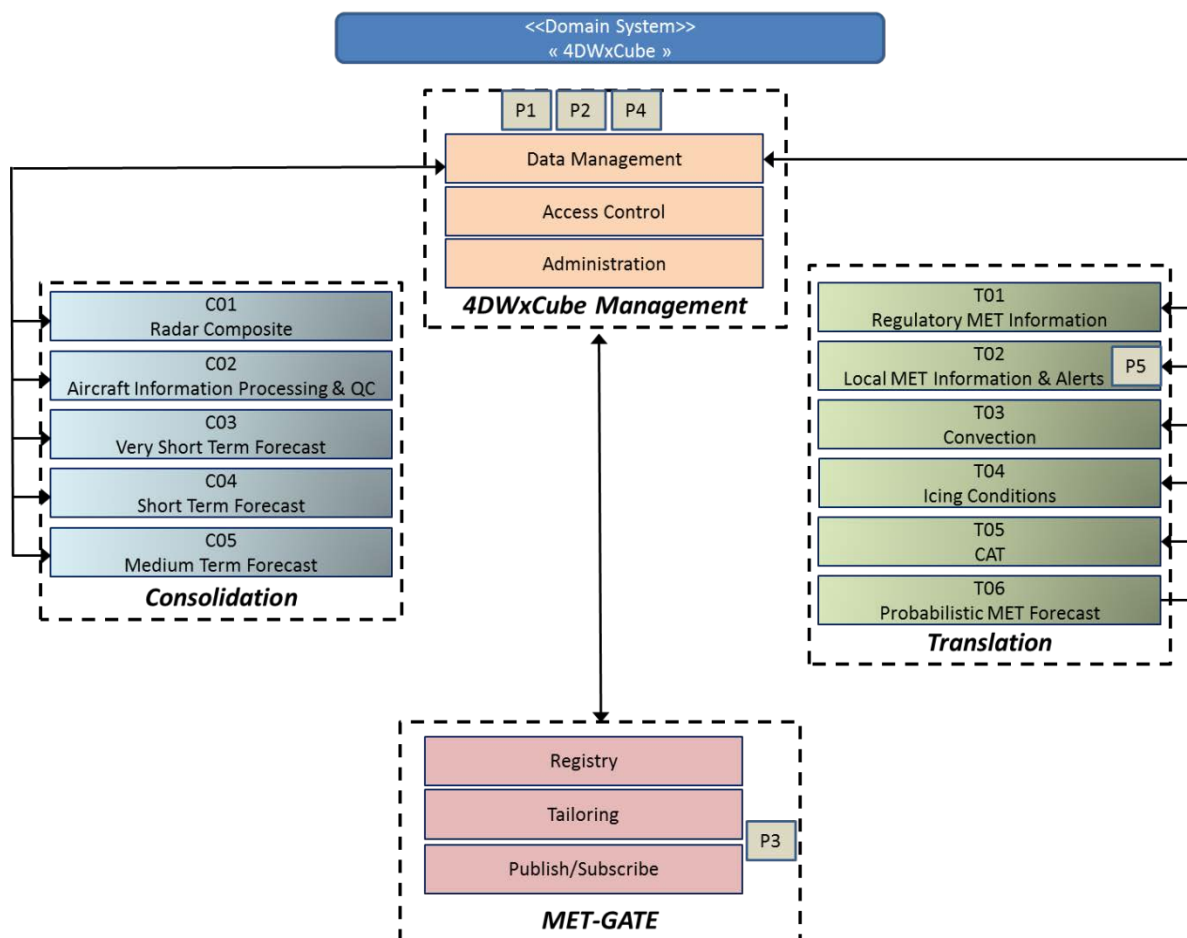 <<Domain System>>
« 4DWxCube »
P1 P2 P4
Data Management
Access Control
Administration
4DWxCube Management
C01
Radar Composite
C02
Aircraft Information Processing & QC
C03
Very Short Term Forecast
C04
Short Term Forecast
C05
Medium Term Forecast
Consolidation
T01
Regulatory MET Information
T02
Local MET Information & Alerts
P5
T03
Convection
T04
Icing Conditions
T05
CAT
T06
Probabilistic MET Forecast
Translation
Registry
Tailoring
P3
Publish/Subscribe
MET-GATE